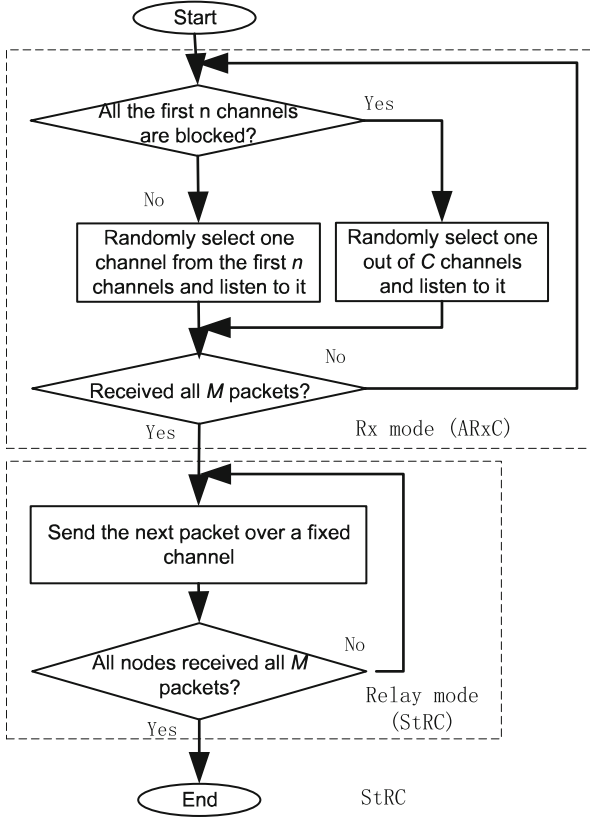 Start
All the first n channels
are blocked?
Yes
No
Randomly select one
channel from the first n
channels and listen to it
Randomly select one
out of C channels
and listen to it
No
Received all M packets?
Rx mode (ARxC)
Yes
Send the next packet over a fixed
channel
No
All nodes received all M
packets?
Relay mode
(StRC)
Yes
End
StRC